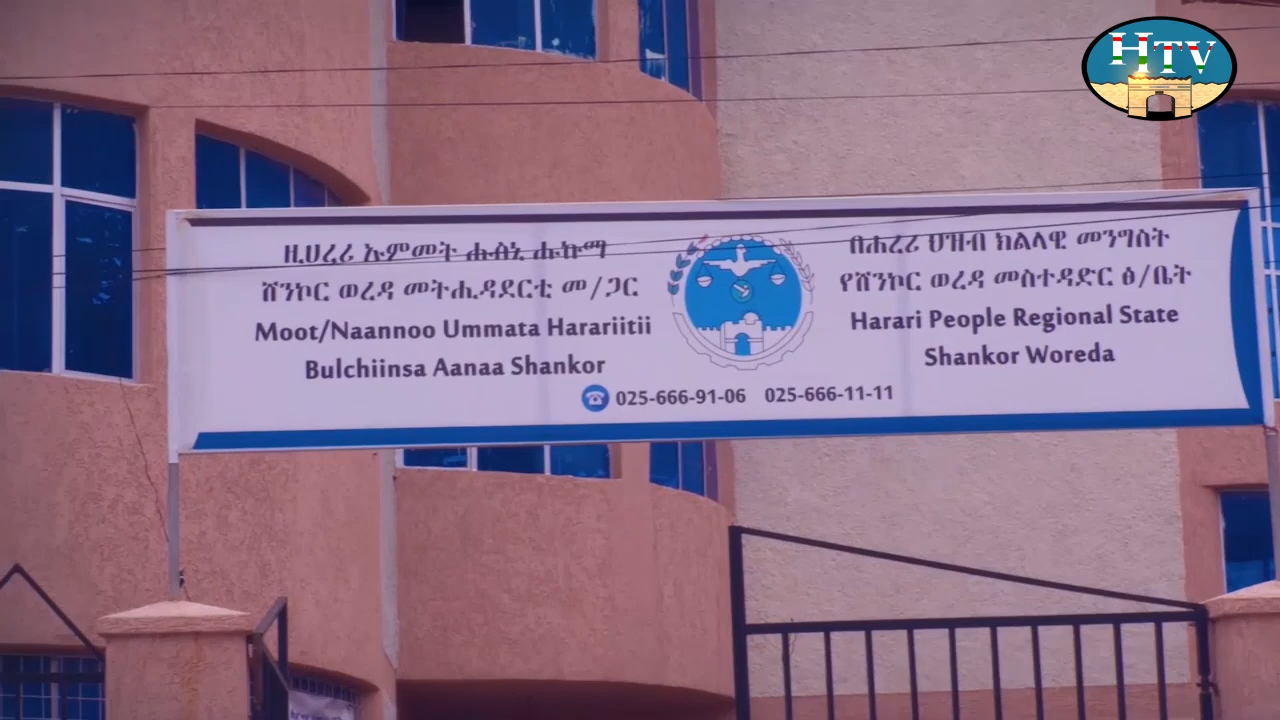 HTV
ዚሀረሪ ኡምመት ሑስኒ ሑኩማ
ሸንኮር ወረዳ መትሒዳደርቲ መ/ጋር
Moot/Naannoo Ummata Harariitii
Bulchiinsa Aanaa Shankor
በሐረሪ ህዝብ ክልላዊ መንግስት
የሸንኮር ወረዳ መስተዳድር ፅ/ቤት
Harari People Regional State
Shankor Woreda
025-666-91-06 025-666-11-11